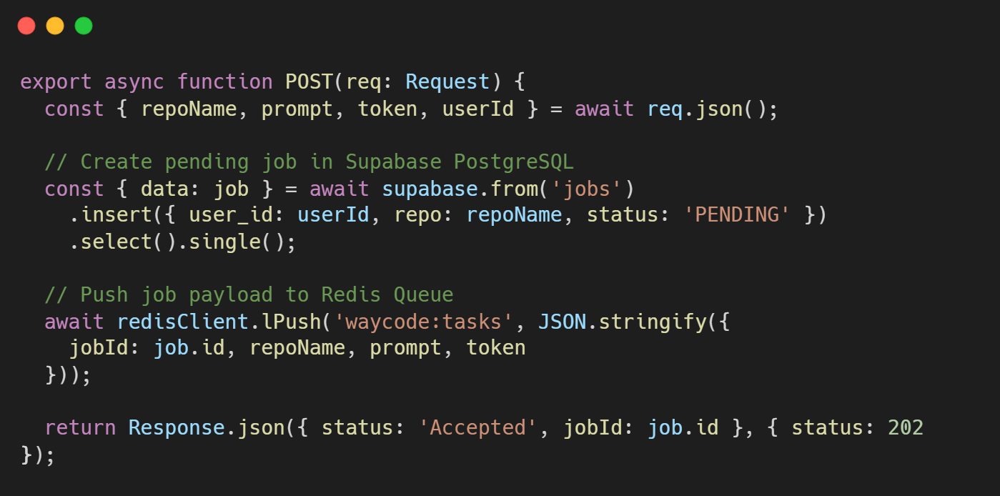 export async function POST(req: Request) {
  const { repoName, prompt, token, userId } = await req.json();

  // Create pending job in Supabase PostgreSQL
  const { data: job } = await supabase.from('jobs')
    .insert({ user_id: userId, repo: repoName, status: 'PENDING' })
    .select().single();

  // Push job payload to Redis Queue
  await redisClient.lPush('waycode:tasks', JSON.stringify({
    jobId: job.id, repoName, prompt, token
  }));

  return Response.json({ status: 'Accepted', jobId: job.id }, { status: 202
});